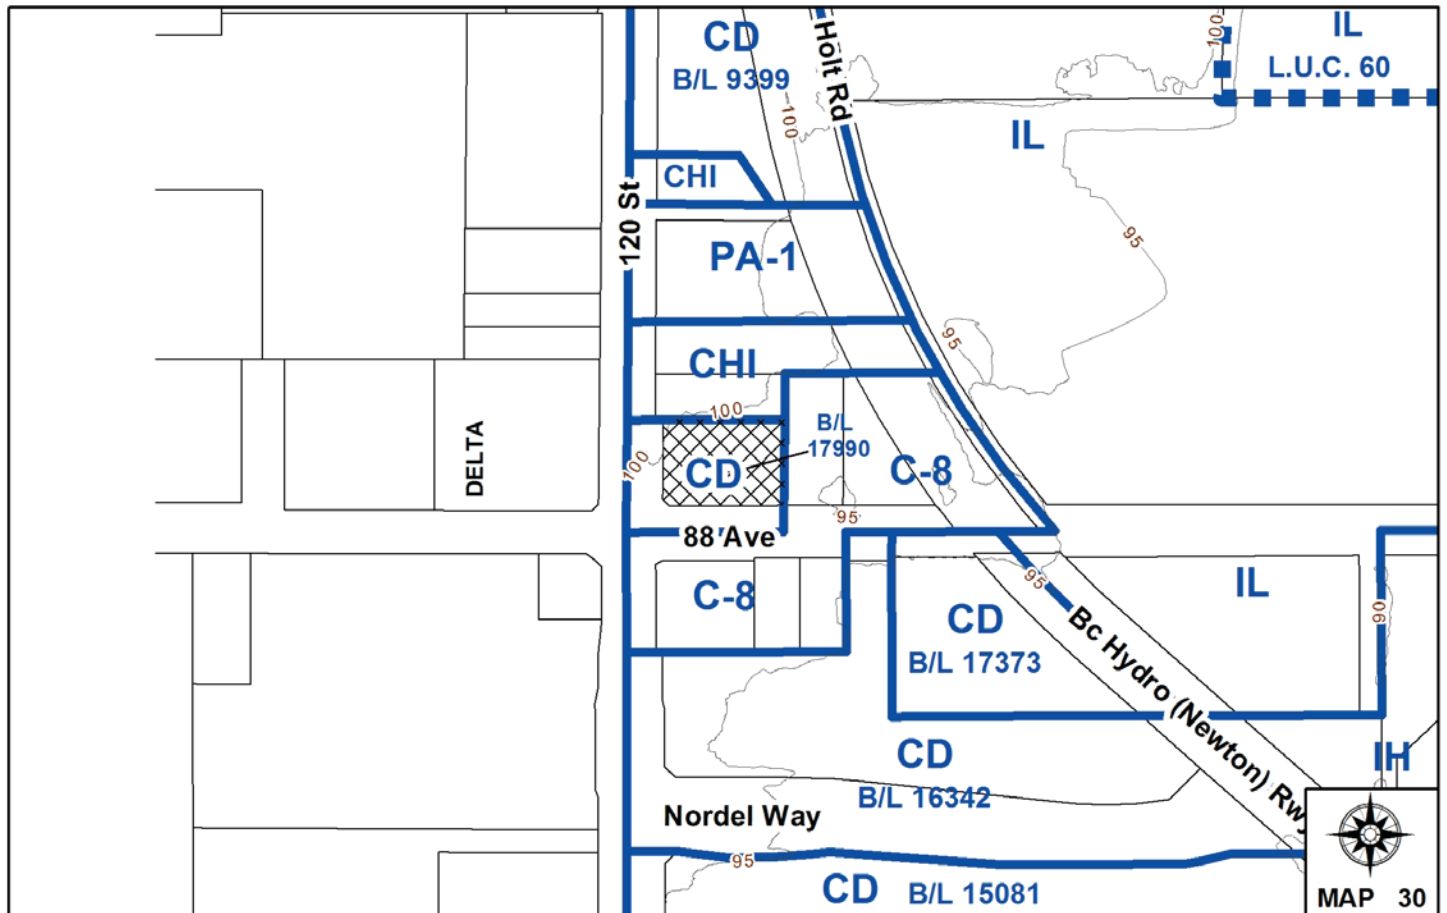 CD
B/L 9399
Holt Rd
100
IL
L.U.C. 60
100
IL
CHI
120 St
PA-1
95
CHI
95
100
B/L
17990
CD
100
C-8
DELTA
95
88 Ave
C-8
95
IL
CD
B/L 17373
90
Bc Hydro (Newton) Rwy
CD
B/L 16342
IH
Nordel Way
95
CD B/L 15081
MAP 30